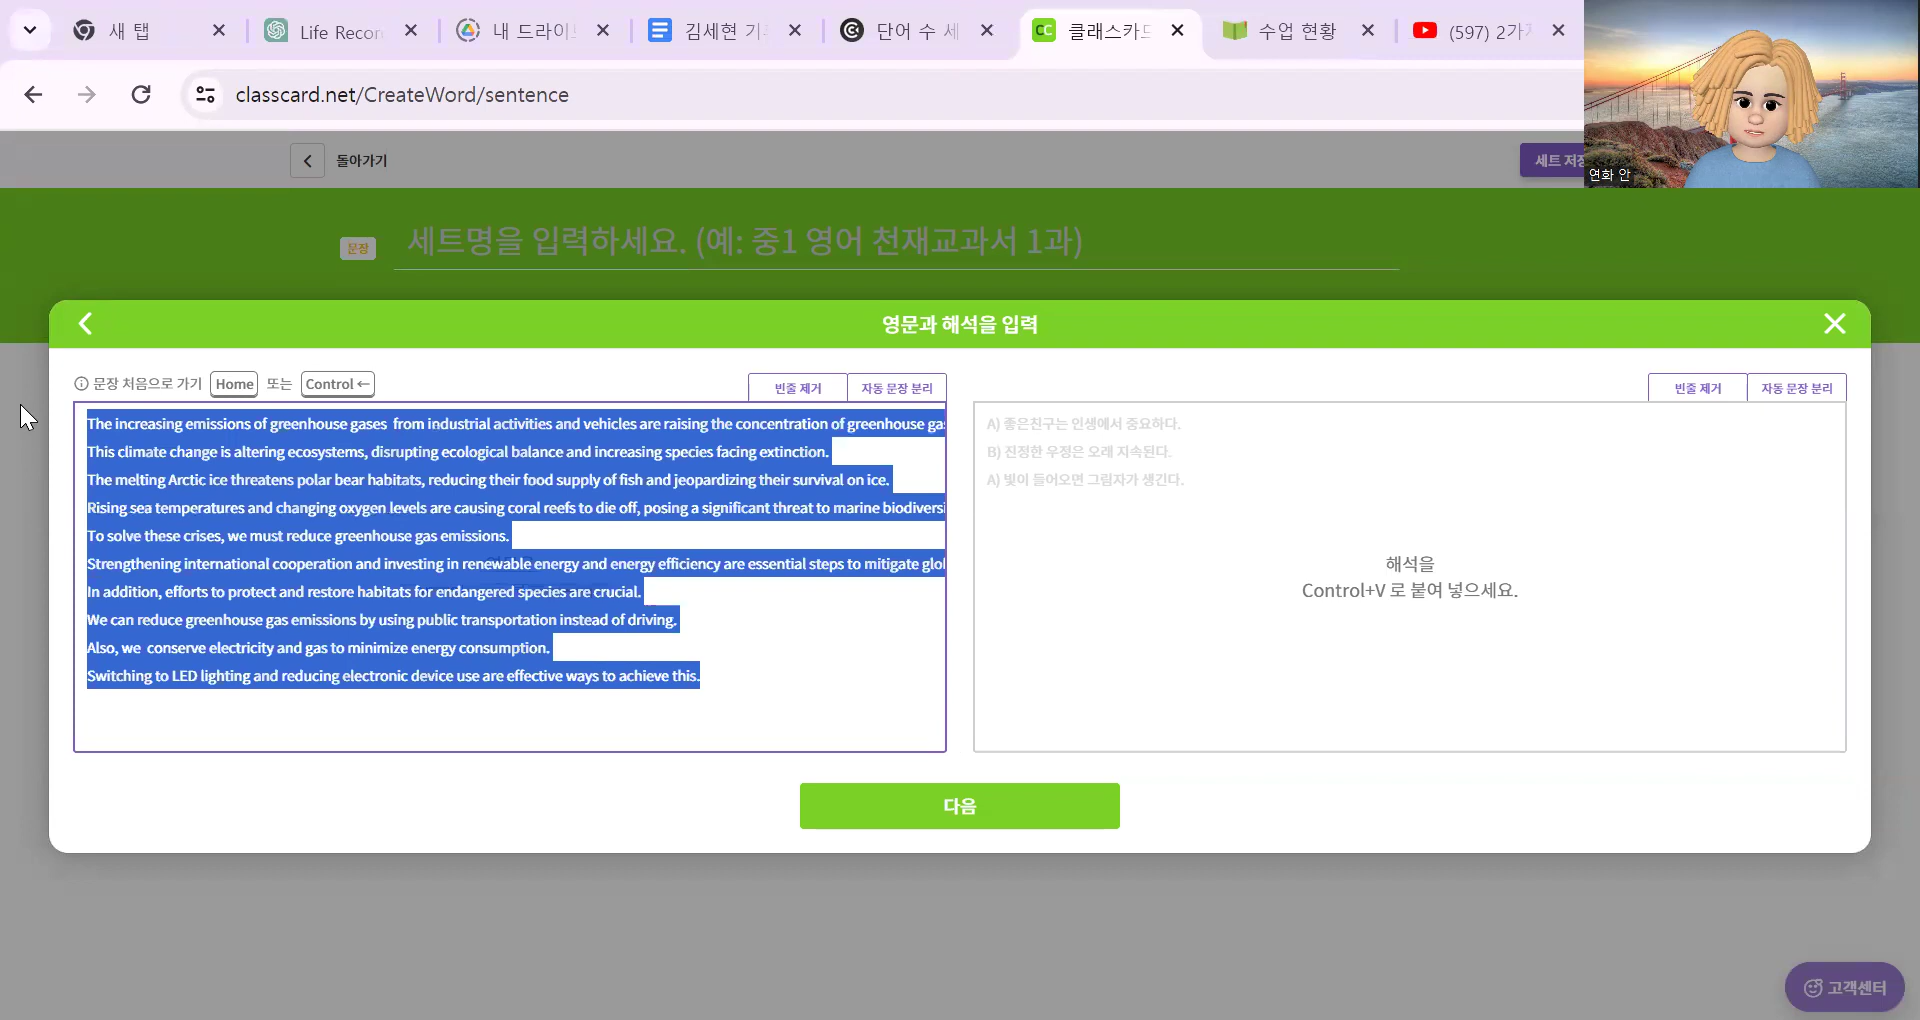 새 탭
Life Recor
내 드라이
김세현 기
단어 수 세
클래스카드
수업 현황
(597) 2가
classcard.net/CreateWord/sentence
연화 안
돌아가기
세트 저장
문장
세트명을 입력하세요. (예: 중1 영어 천재교과서 1과)
영문과 해석을 입력
문장 처음으로 가기 Home 또는 Control ←
빈줄 제거 자동 문장 분리
빈줄 제거 자동 문장 분리
The increasing emissions of greenhouse gases from industrial activities and vehicles are raising the concentration of greenhouse ga
This climate change is altering ecosystems, disrupting ecological balance and increasing species facing extinction.
The melting Arctic ice threatens polar bear habitats, reducing their food supply of fish and jeopardizing their survival on ice.
Rising sea temperatures and changing oxygen levels are causing coral reefs to die off, posing a significant threat to marine biodiversi
To solve these crises, we must reduce greenhouse gas emissions.
Strengthening international cooperation and investing in renewable energy and energy efficiency are essential steps to mitigate glo
In addition, efforts to protect and restore habitats for endangered species are crucial.
We can reduce greenhouse gas emissions by using public transportation instead of driving.
Also, we conserve electricity and gas to minimize energy consumption.
Switching to LED lighting and reducing electronic device use are effective ways to achieve this.
A) 좋은친구는 인생에서 중요하다.
B) 진정한 우정은 오래 지속된다.
A) 빛이 들어오면 그림자가 생긴다.
해석을
Control+V 로 붙여 넣으세요.
다음
고객센터